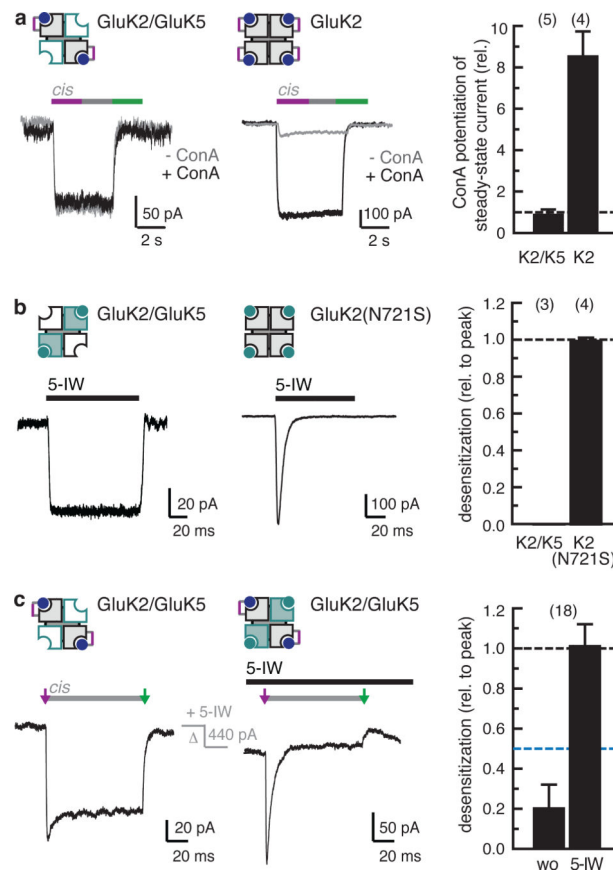 a
GluK2/GluK5
GluK2
cis
cis
- ConA
+ ConA
50 pA
2 s
- ConA
+ ConA
100 pA
2 s
ConA potentiation of
steady-state current (rel.)
(5)
(4)
10
8
6
4
2
0
K2/K5
K2
b
GluK2/GluK5
GluK2(N721S)
5-IW
5-IW
20 pA
20 ms
100 pA
20 ms
desensitization (rel. to peak)
(3)
(4)
1.2
1.0
0.8
0.6
0.4
0.2
0.0
K2/K5
K2
(N721S)
c
GluK2/GluK5
GluK2/GluK5
5-IW
cis
+ 5-IW
Δ
440 pA
20 pA
20 ms
50 pA
20 ms
desensitization (rel. to peak)
(18)
1.2
1.0
0.8
0.6
0.4
0.2
0.0
wo
5-IW